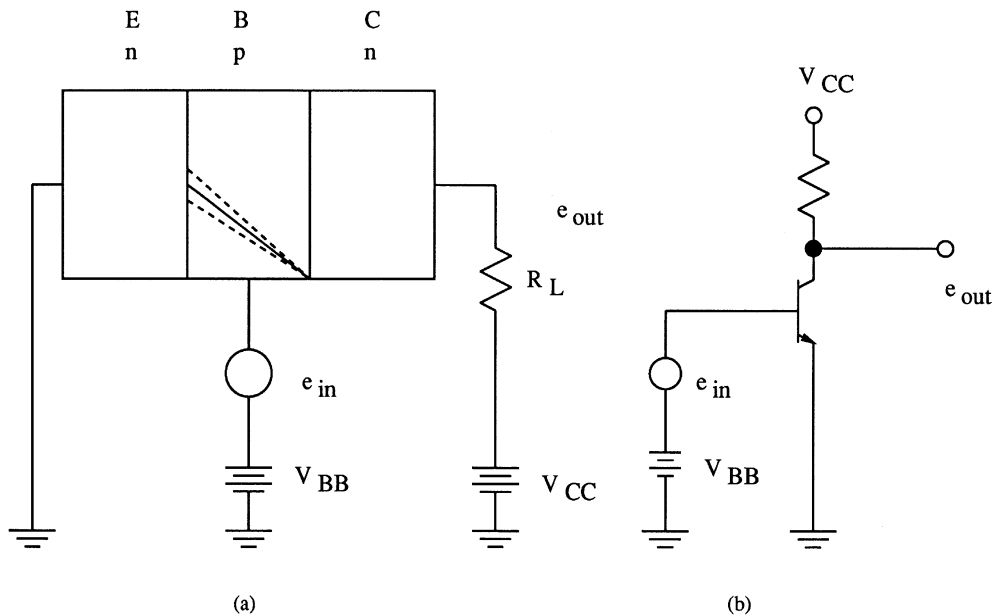 E B C
n p n
V CC
e out
R L
e out
e in
e in
V BB
V CC
V BB
(a)
(b)